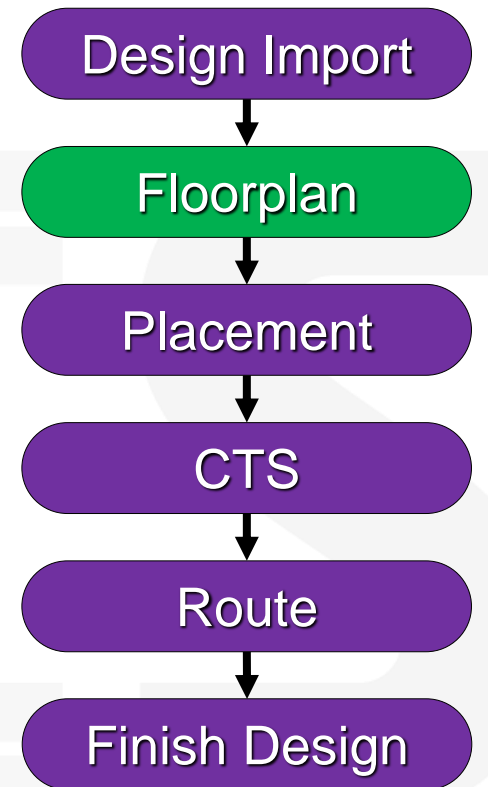 Design Import
Floorplan
Placement
CTS
Route
Finish Design